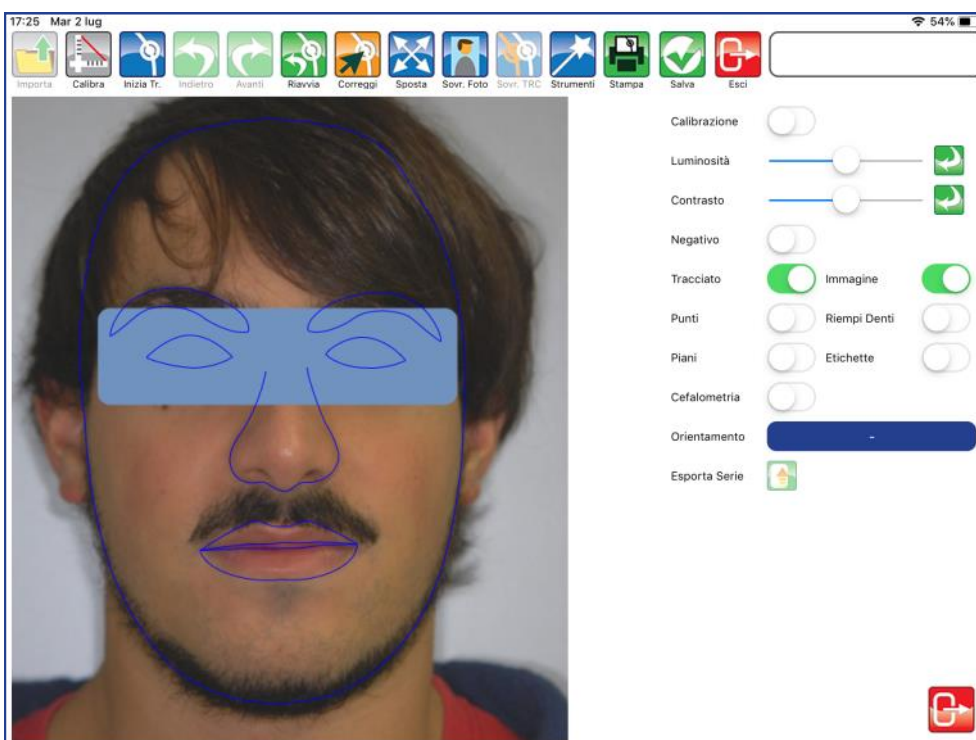 17:25 Mar 2 lug 54%
Importa Calibra Inizia Tr. Indietro Avanti Riavvia Correggi Sposta Sovr. Foto Sovr. TRC Strumenti Stampa Salva Esci
Calibrazione
Luminosità
Contrasto
Negativo
Tracciato Immagine
Punti Riempi Denti
Piani Etichette
Cefalometria
Orientamento -
Esporta Serie